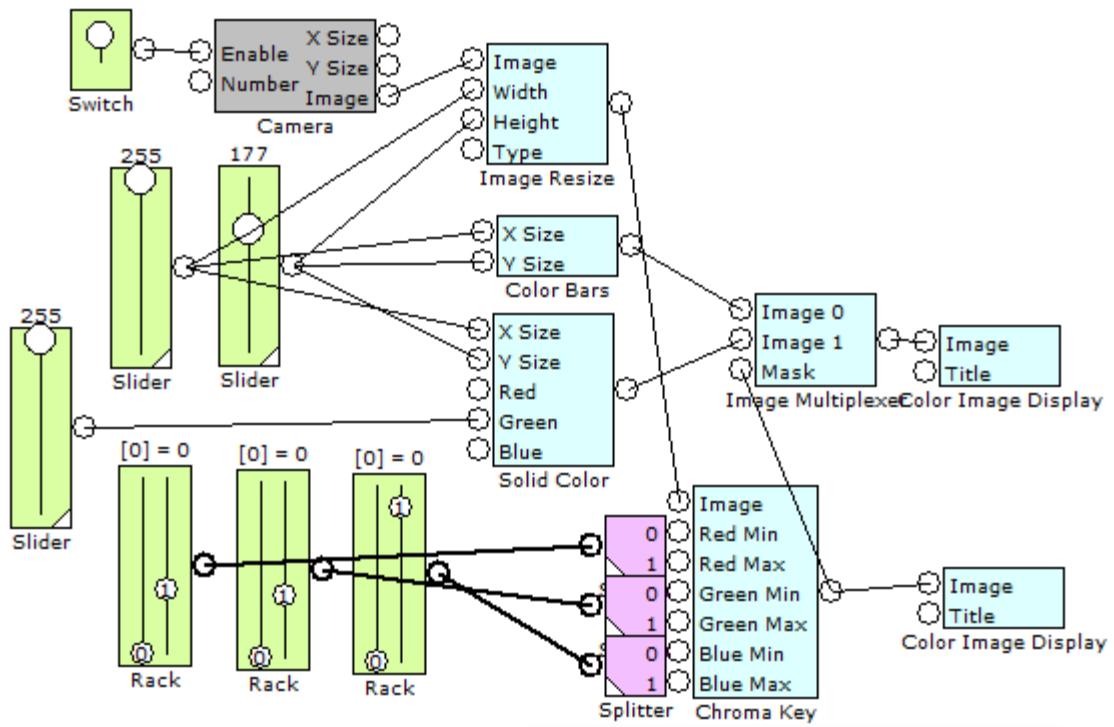 Switch
Enable
Number
X Size
Y Size
Image
Camera
Image
Width
Height
Type
Image Resize
255
Slider
177
Slider
X Size
Y Size
Color Bars
X Size
Y Size
Red
Green
Blue
Solid Color
Image 0
Image 1
Mask
Image Multiplexer
Image
Title
Color Image Display
255
Slider
[0] = 0
1
0
Rack
[0] = 0
1
0
Rack
[0] = 0
1
0
Rack
0
1
0
1
0
1
Splitter
Image
Red Min
Red Max
Green Min
Green Max
Blue Min
Blue Max
Chroma Key
Image
Title
Color Image Display